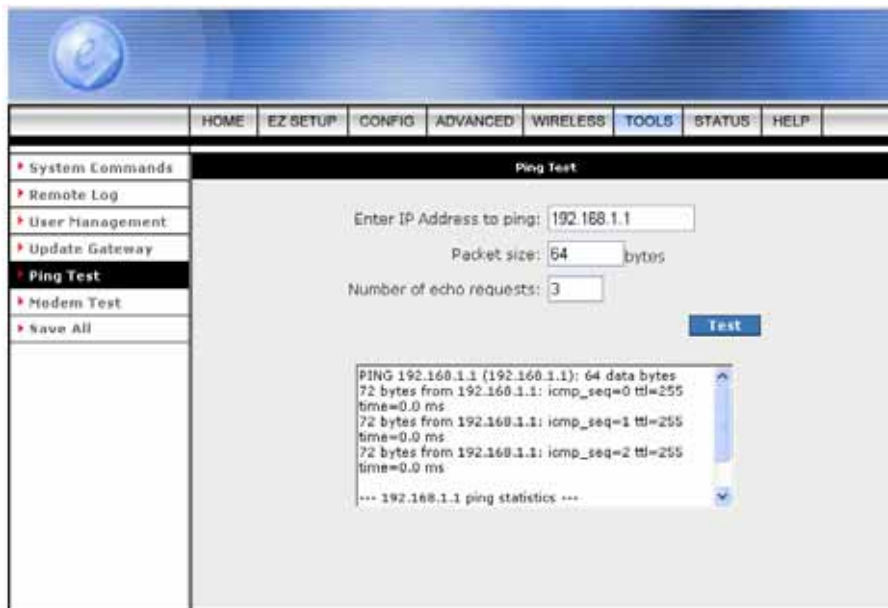 e
HOME EZ SETUP CONFIG ADVANCED WIRELESS TOOLS STATUS HELP
System Commands
Remote Log
User Management
Update Gateway
Ping Test
Modem Test
Save All
Ping Test
Enter IP Address to ping: 192.168.1.1
Packet size: 64 bytes
Number of echo requests: 3
Test
PING 192.168.1.1 (192.168.1.1): 64 data bytes
72 bytes from 192.168.1.1: icmp_seq=0 ttl=255
time=0.0 ms
72 bytes from 192.168.1.1: icmp_seq=1 ttl=255
time=0.0 ms
72 bytes from 192.168.1.1: icmp_seq=2 ttl=255
time=0.0 ms
--- 192.168.1.1 ping statistics ---